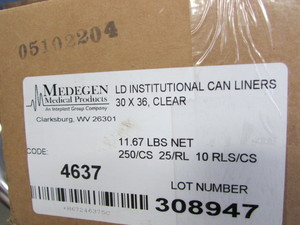 05102204
MEDEGEN
Medical Products
An Inteplast Group Company
Clarksburg, WV 26301
LD INSTITUTIONAL CAN LINERS
30 X 36, CLEAR
11.67 LBS NET
250/CS 25/RL 10 RLS/CS
CODE:
4637
LOT NUMBER
308947